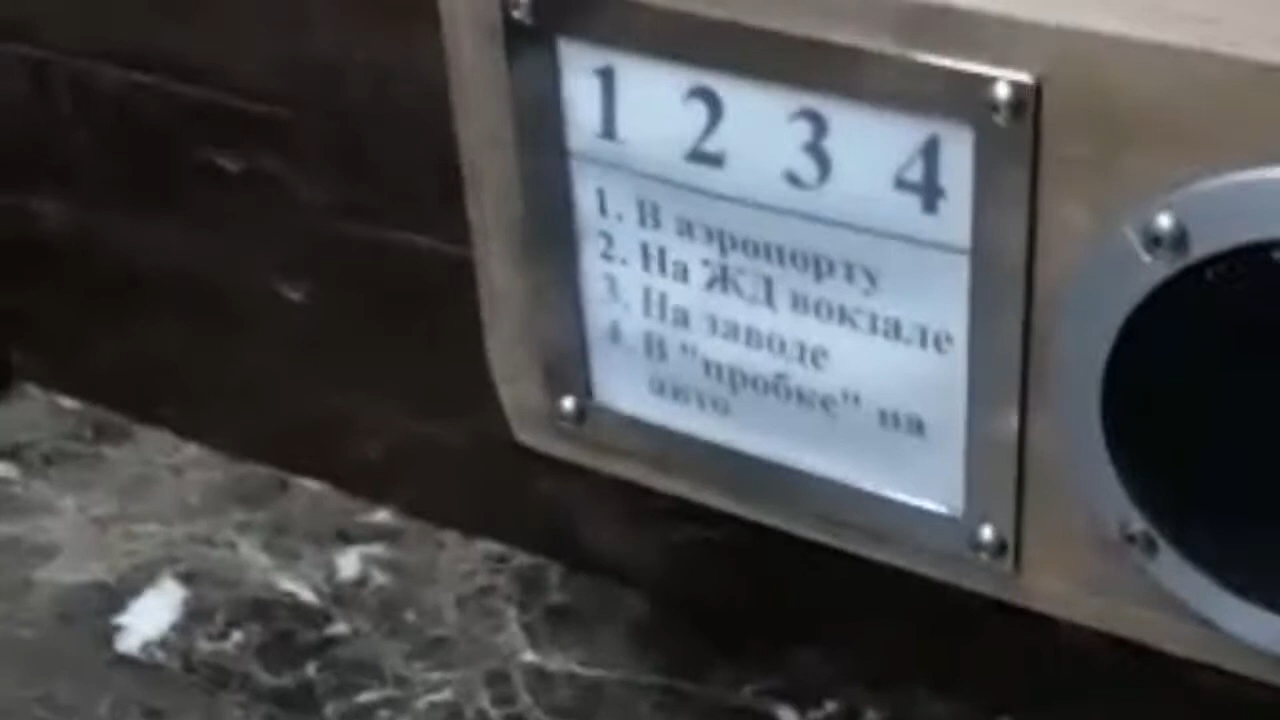 1 2 3 4
1. В аэропорту
2. На ЖД вокзале
3. На заводе
4. В "пробке" на
авто